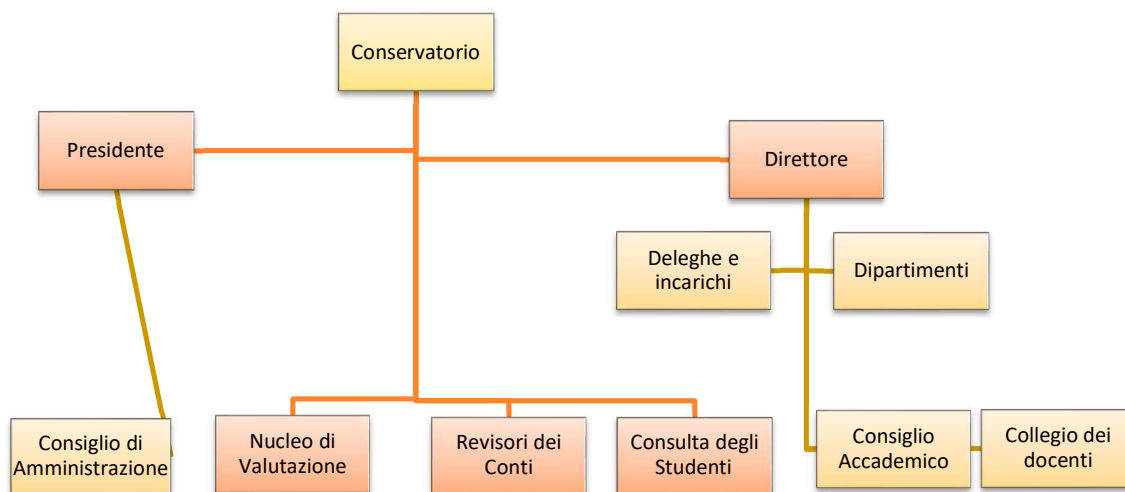 Conservatorio
Presidente
Direttore
Deleghe e
incarichi
Dipartimenti
Consiglio di
Amministrazione
Nucleo di
Valutazione
Revisori dei
Conti
Consulta degli
Studenti
Consiglio
Accademico
Collegio dei
docenti